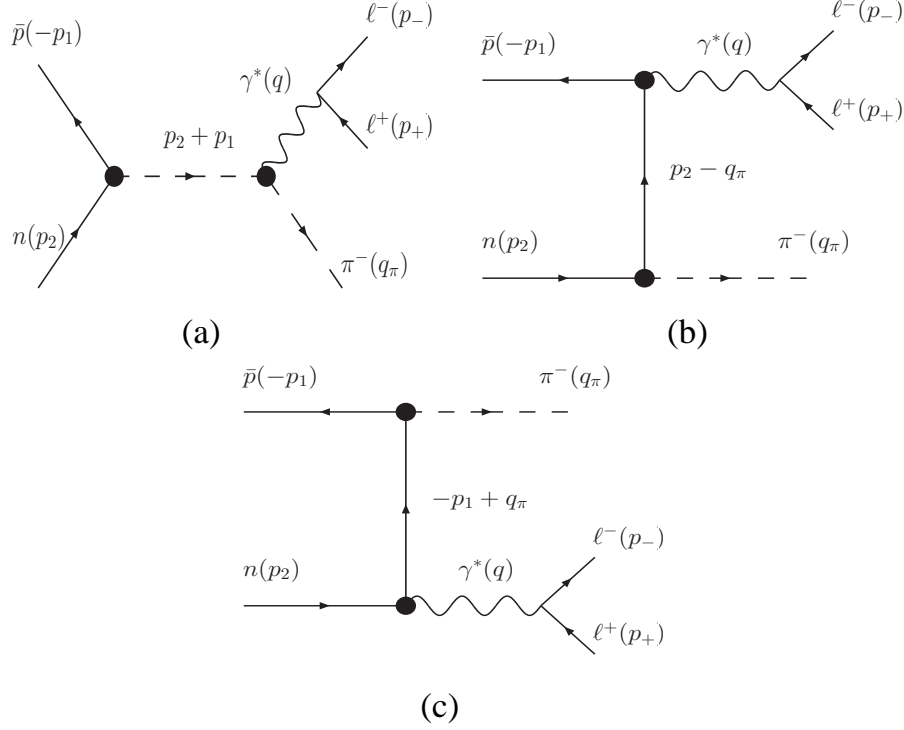 p̄(−p₁)
ℓ⁻(p₋)
γ*(q)
ℓ⁺(p₊)
p₂ + p₁
n(p₂)
π⁻(q_π)
(a)
p̄(−p₁)
γ*(q)
ℓ⁻(p₋)
ℓ⁺(p₊)
p₂ − q_π
n(p₂)
π⁻(q_π)
(b)
p̄(−p₁)
π⁻(q_π)
−p₁ + q_π
n(p₂)
γ*(q)
ℓ⁻(p₋)
ℓ⁺(p₊)
(c)